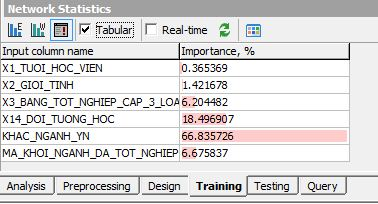 Network Statistics
Tabular Real-time
Input column name Importance, %
X1_TUOI_HOC_VIEN 0.365369
X2_GIOI_TINH 1.421678
X3_BANG_TOT_NGHIEP_CAP_3_LOA 6.204482
X14_DOI_TUONG_HOC 18.496907
KHAC_NGANH_YN 66.835726
MA_KHOI_NGANH_DA_TOT_NGHIEP 6.675837
Analysis Preprocessing Design Training Testing Query